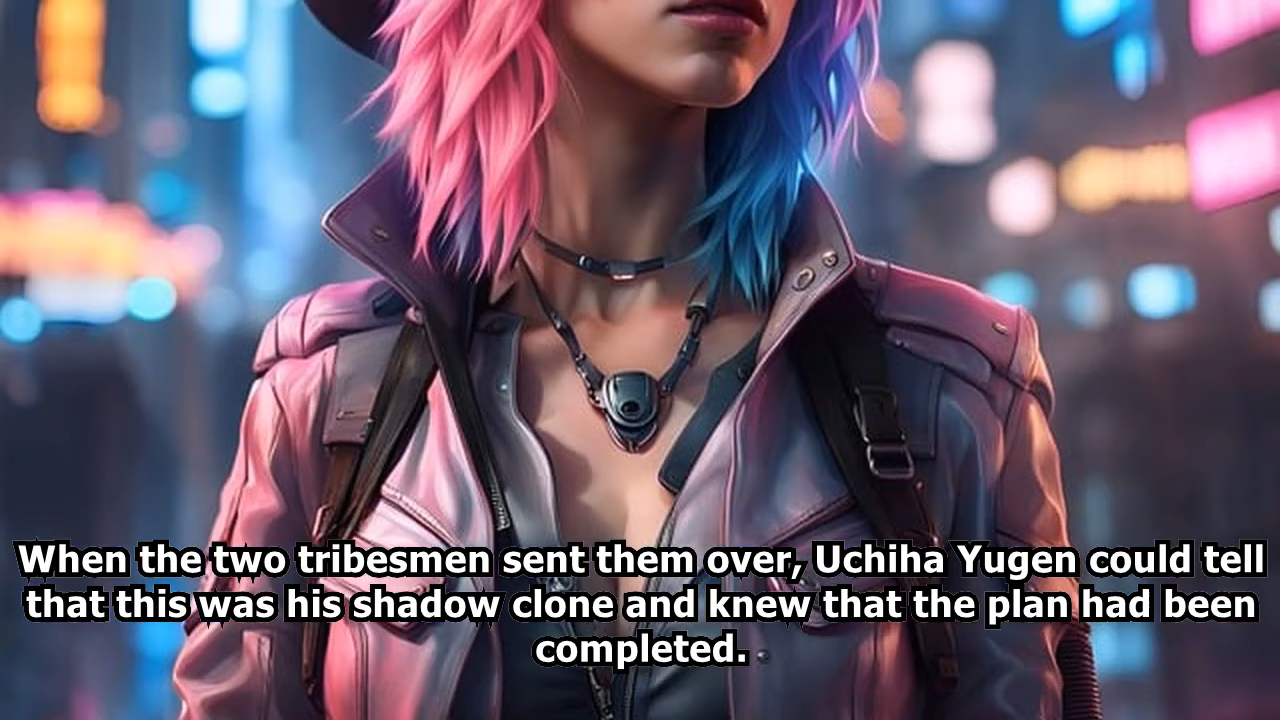 When the two tribesmen sent them over, Uchiha Yugen could tell
that this was his shadow clone and knew that the plan had been
completed.